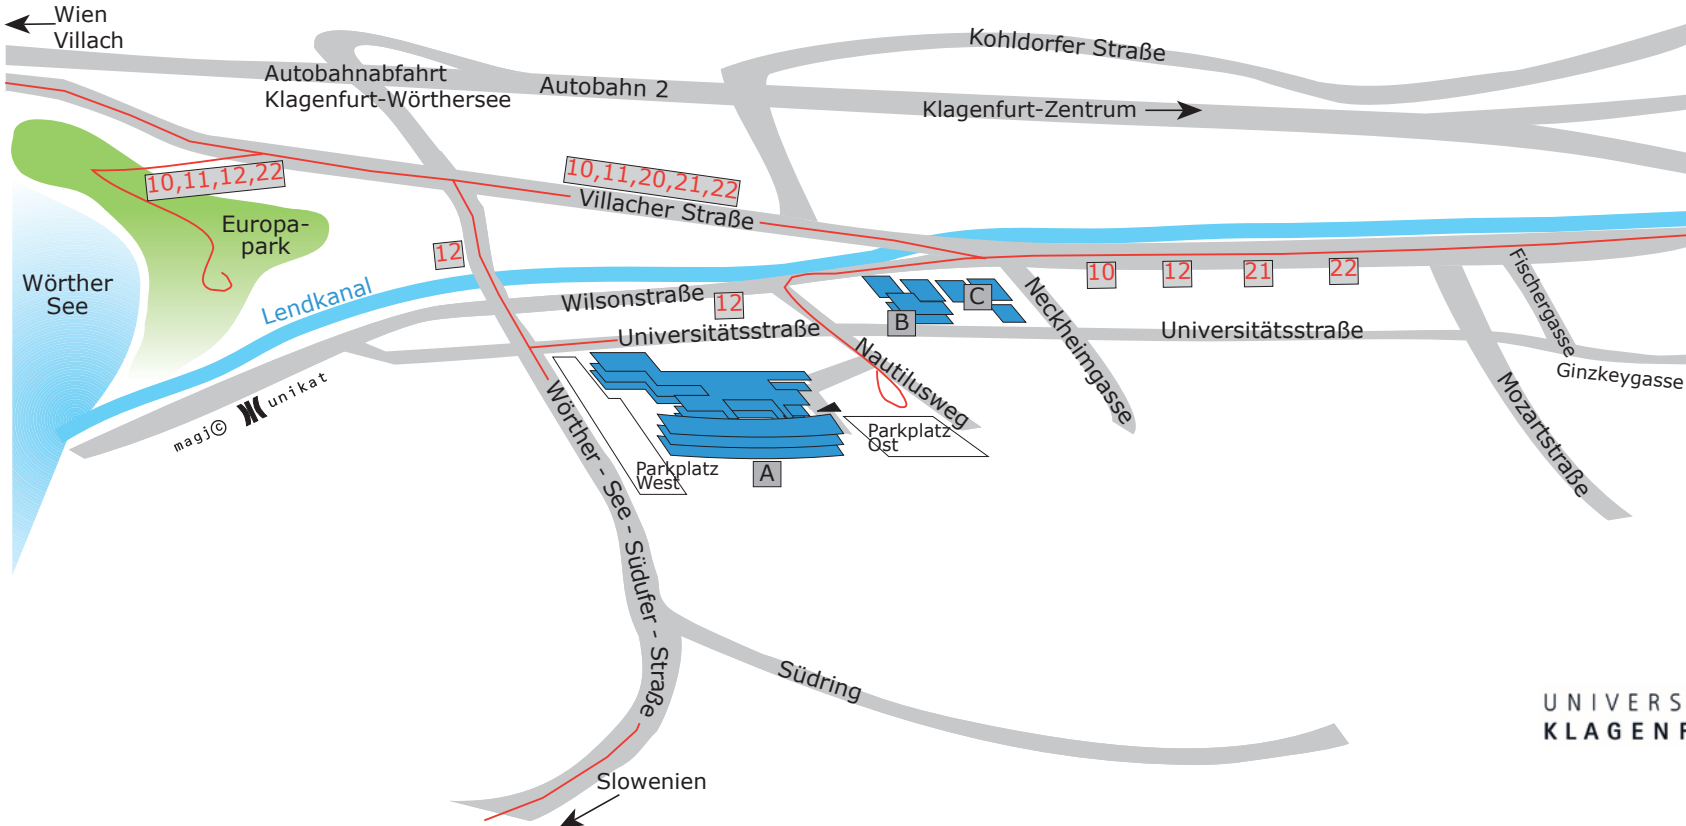 Wien
Villach
Kohldorfer Straße
Autobahnabfahrt
Klagenfurt-Wörthersee
Autobahn 2
Klagenfurt-Zentrum
10,11,12,22
10,11,20,21,22
Villacher Straße
Europa-
park
12
Wörther
See
Lendkanal
Wilsonstraße
12
Universitätsstraße
B
C
10
12
21
22
Neckheimgasse
Universitätsstraße
Fischergasse
Ginzkeygasse
Mozartstraße
Nautilusweg
magj© unikat
Wörther - See - Südufer - Straße
Parkplatz
West
A
Parkplatz
Ost
Südring
Slowenien
UNIVERS
KLAGENF